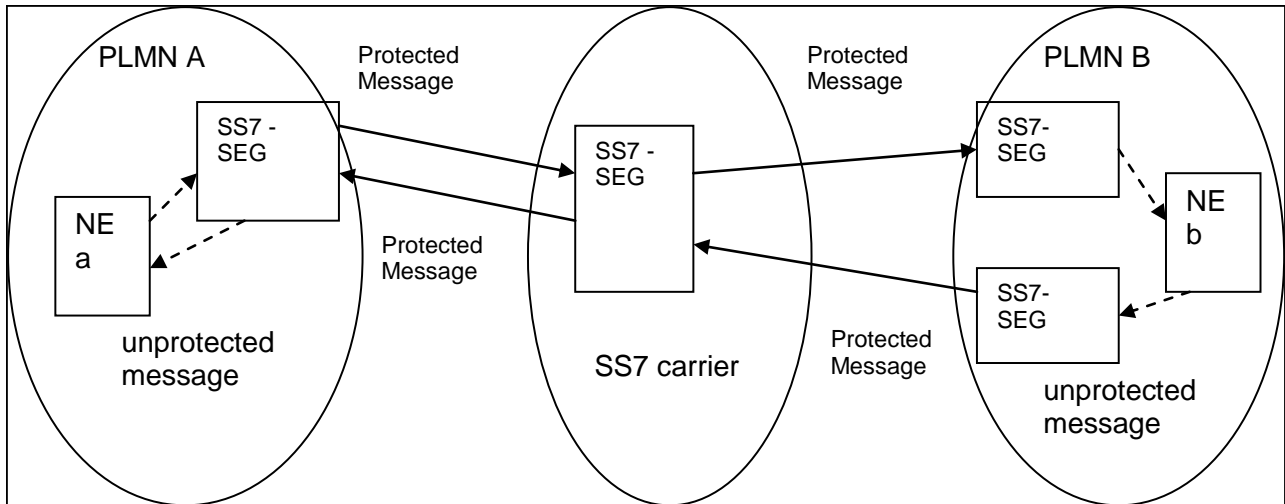 PLMN A
Protected
Message
Protected
Message
PLMN B
SS7 -
SEG
SS7 -
SEG
SS7-
SEG
NE
a
NE
b
Protected
Message
SS7-
SEG
unprotected
message
SS7 carrier
Protected
Message
unprotected
message